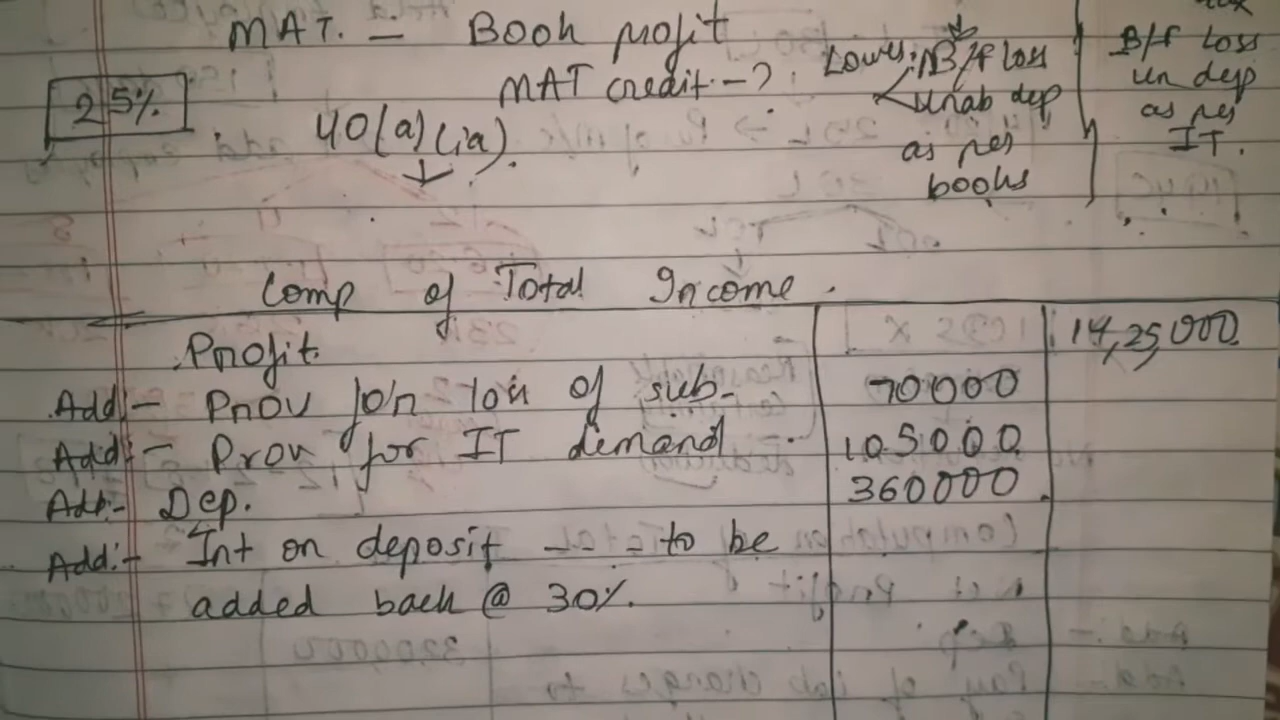 MAT. - Book profit
MAT credit - ?
25%
40(a)(ia).
Lower: B/f loss
unab dep
as per
books
B/f Loss
un dep
as per
IT.
Comp of Total Income.
Profit. 14,25,000
Add:- Prov for loss of sub- 70000
Add:- Prov for IT demand 105000
Add:- Dep. 360000
Add:- Int on deposit - - - to be
added back @ 30%.